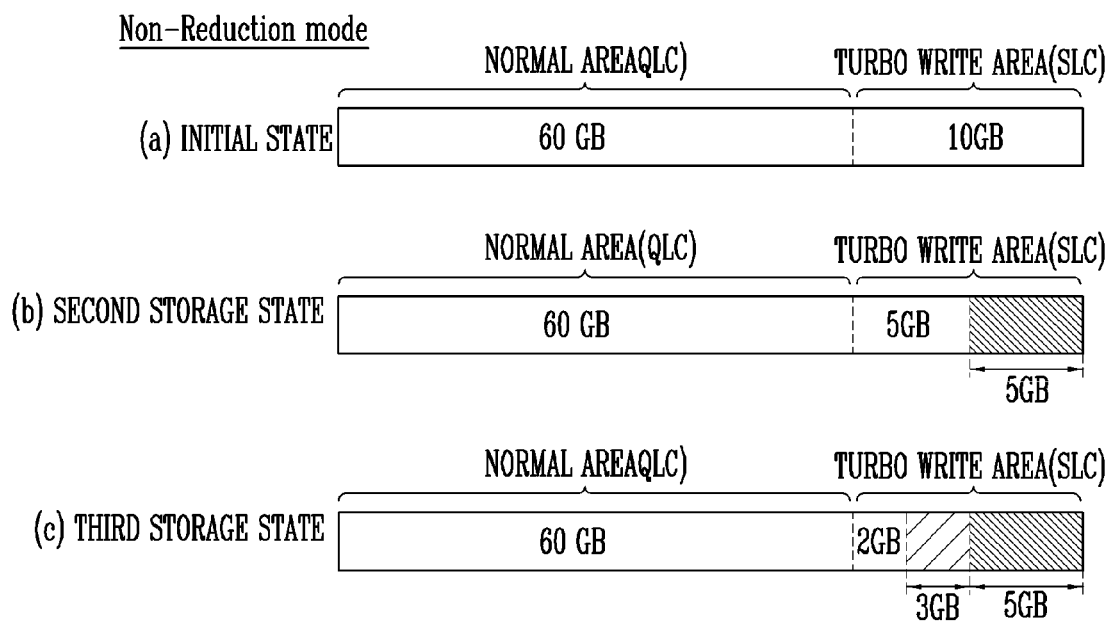 Non-Reduction mode
NORMAL AREAQLC) TURBO WRITE AREA(SLC)
(a) INITIAL STATE 60 GB 10GB
NORMAL AREA(QLC) TURBO WRITE AREA(SLC)
(b) SECOND STORAGE STATE 60 GB 5GB
5GB
NORMAL AREAQLC) TURBO WRITE AREA(SLC)
(c) THIRD STORAGE STATE 60 GB 2GB
3GB 5GB